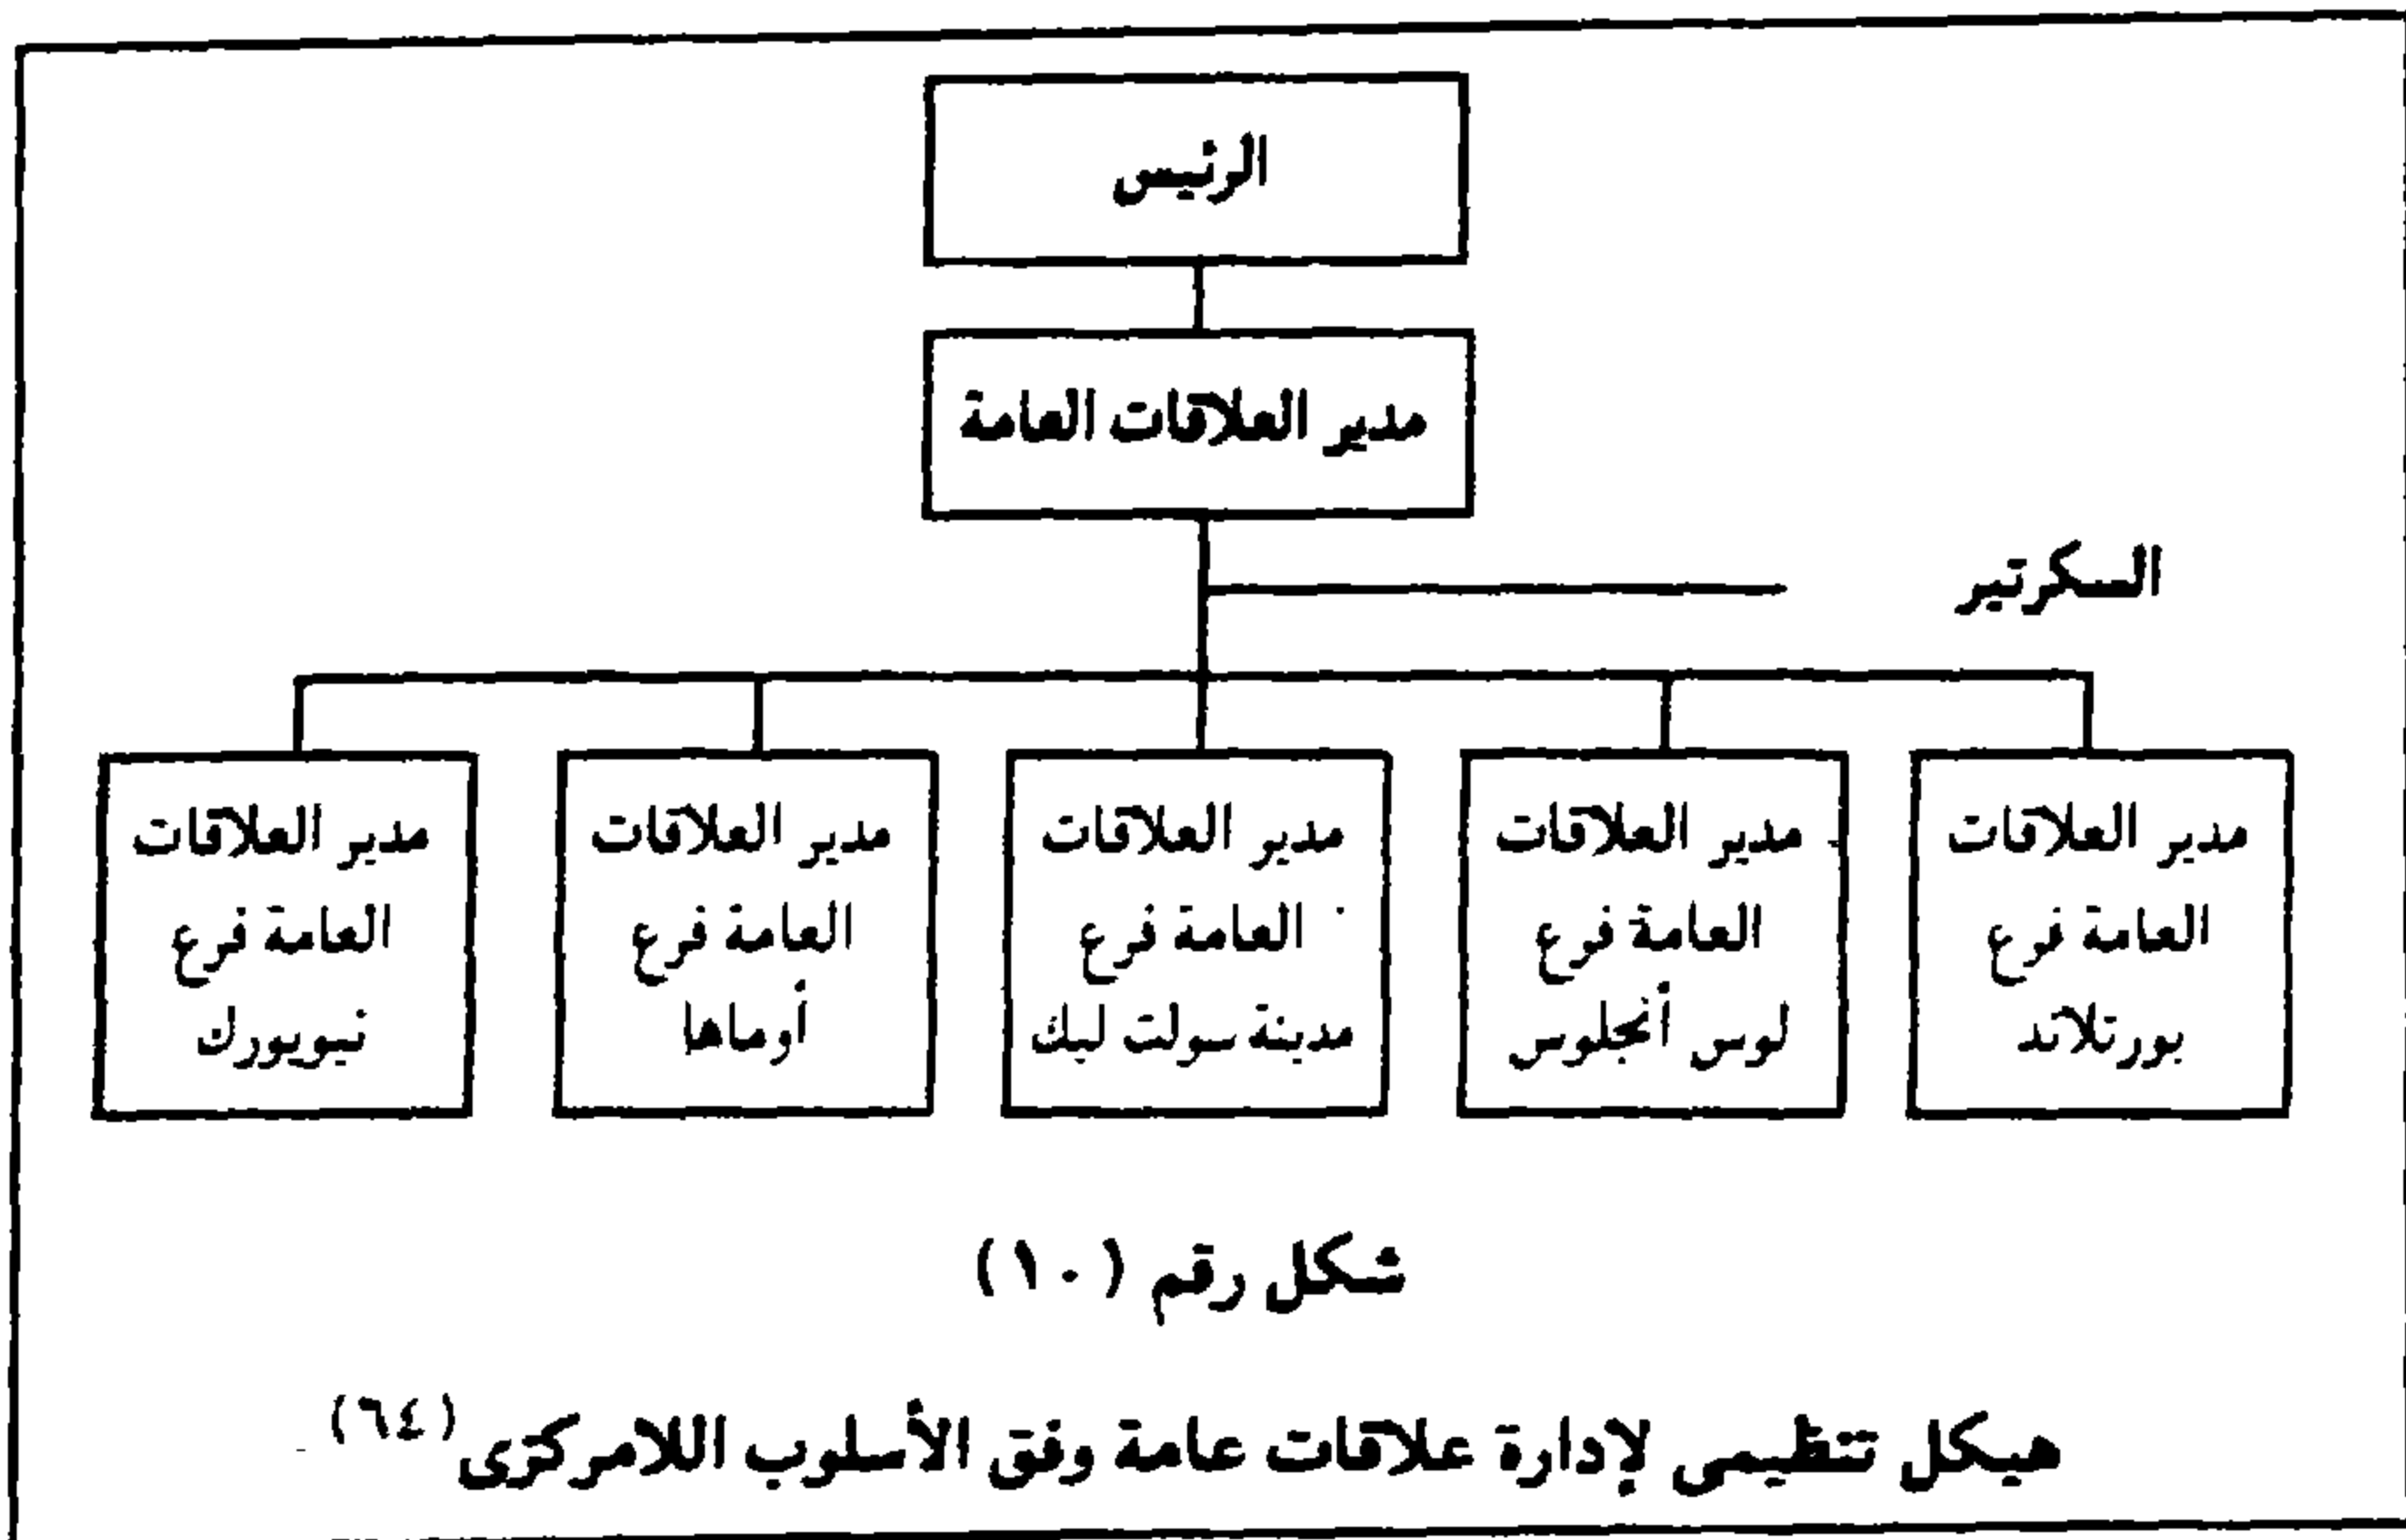 الرئيس
مدير العلاقات العامة
السكرتير
مدير العلاقات
العامة فرع
بورتلاند
مدير العلاقات
العامة فرع
لوس أنجلوس
مدير العلاقات
العامة فرع
مدينة سولت ليك
مدير العلاقات
العامة فرع
أوماها
مدير العلاقات
العامة فرع
نيويورك
شكل رقم (١٠)
هيكل تنظيمى لإدارة علاقات عامة وفق الأسلوب اللامركزى (٦٤)